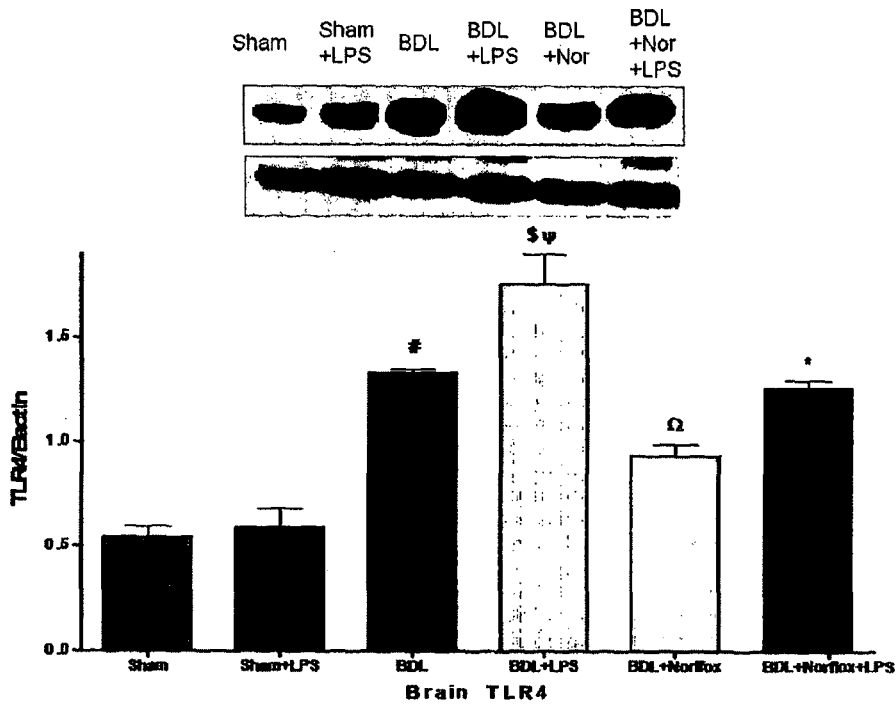 Sham
Sham
+LPS
BDL
BDL
+LPS
BDL
+Nor
BDL
+Nor
+LPS
$ Ψ
#
Ω
*
TLR4/Bactin
1.5
1.0
0.5
0.0
Sham
Sham+LPS
BDL
BDL+LPS
BDL+Norlfox
BDL+Norflox+LPS
Brain TLR4